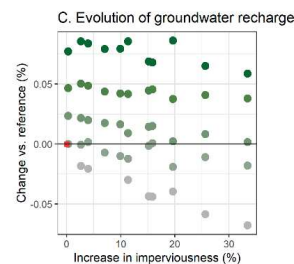 C. Evolution of groundwater recharge
Change vs. reference (%)
0.05
0.00
-0.05
0
10
20
30
Increase in imperviousness (%)